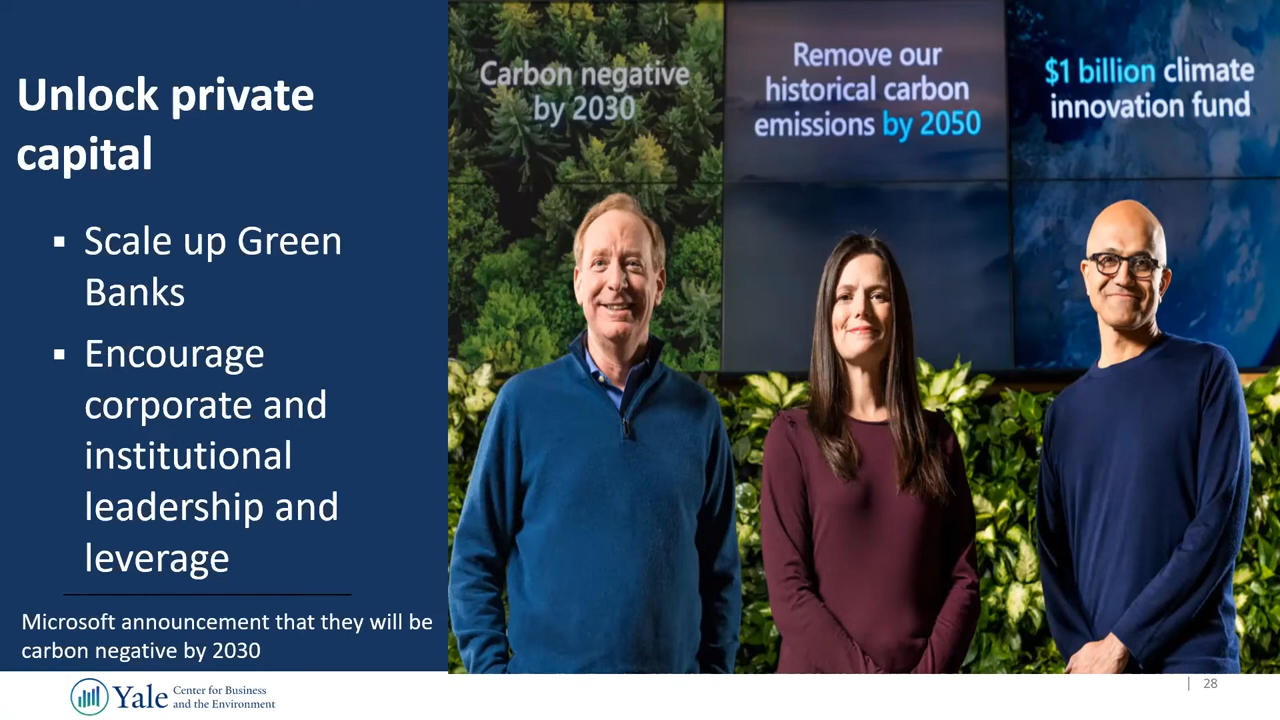 Unlock private
capital
▪ Scale up Green
Banks
▪ Encourage
corporate and
institutional
leadership and
leverage
Microsoft announcement that they will be
carbon negative by 2030
Carbon negative
by 2030
Remove our
historical carbon
emissions by 2050
$1 billion climate
innovation fund
Yale Center for Business
and the Environment
| 28